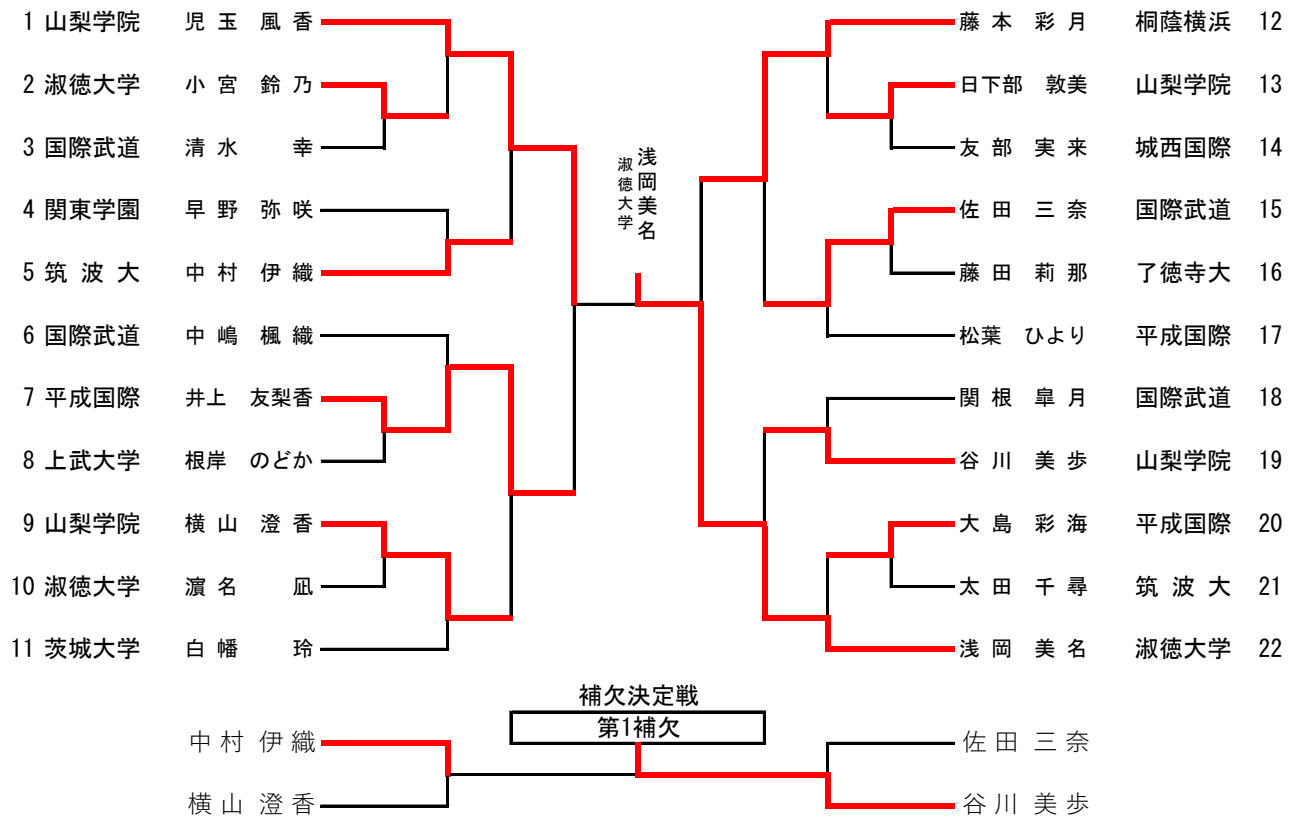 1 山梨学院 児玉 風香
2 淑徳大学 小宮 鈴乃
3 国際武道 清水 幸
4 関東学園 早野 弥咲
5 筑波大 中村 伊織
6 国際武道 中嶋 楓織
7 平成国際 井上 友梨香
8 上武大学 根岸 のどか
9 山梨学院 横山 澄香
10 淑徳大学 濵名 凪
11 茨城大学 白幡 玲
浅岡美名
淑徳大学
藤本 彩月 桐蔭横浜 12
日下部 敦美 山梨学院 13
友部 実来 城西国際 14
佐田 三奈 国際武道 15
藤田 莉那 了徳寺大 16
松葉 ひより 平成国際 17
関根 皐月 国際武道 18
谷川 美歩 山梨学院 19
大島 彩海 平成国際 20
太田 千尋 筑波大 21
浅岡 美名 淑徳大学 22
補欠決定戦
第1補欠
中村 伊織
横山 澄香
佐田 三奈
谷川 美歩